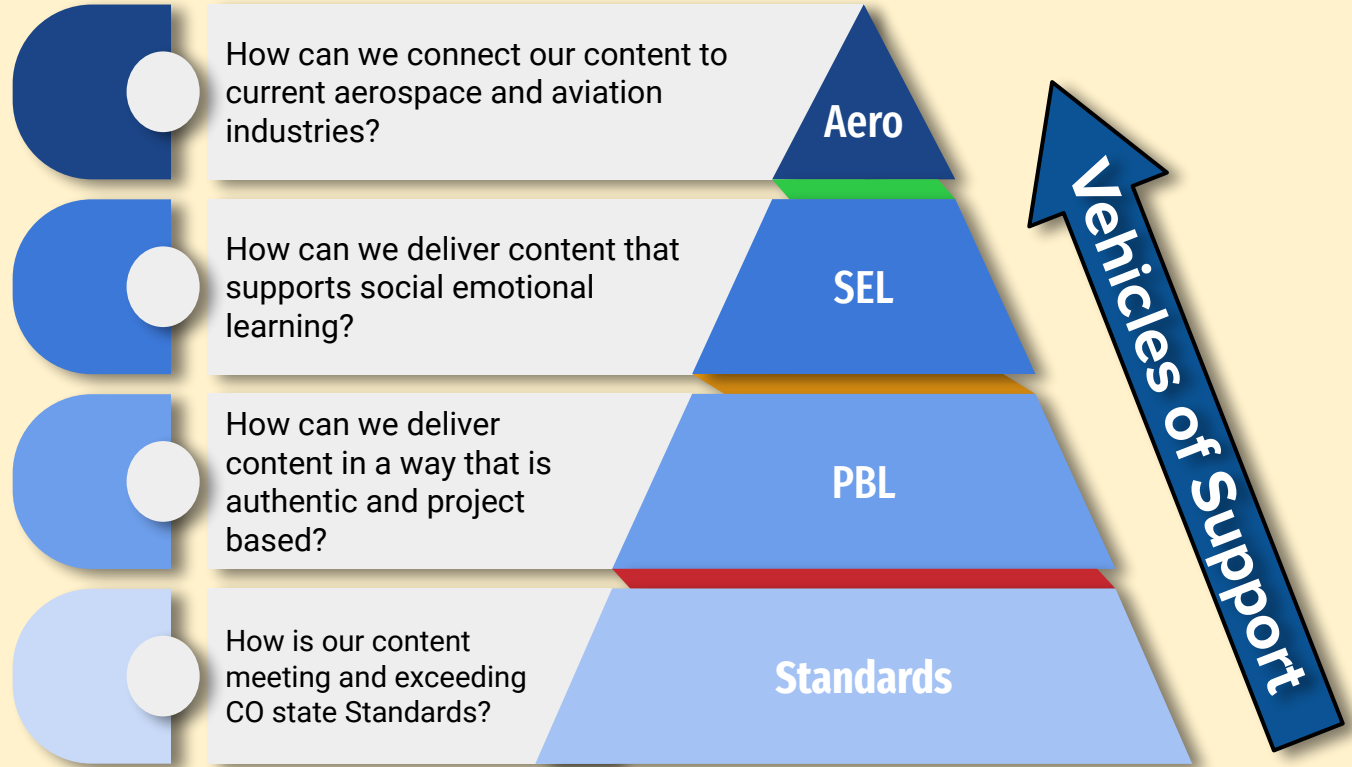 How can we connect our content to
current aerospace and aviation
industries?
Aero
How can we deliver content that
supports social emotional
learning?
SEL
How can we deliver
content in a way that is
authentic and project
based?
PBL
How is our content
meeting and exceeding
CO state Standards?
Standards
Vehicles of Support